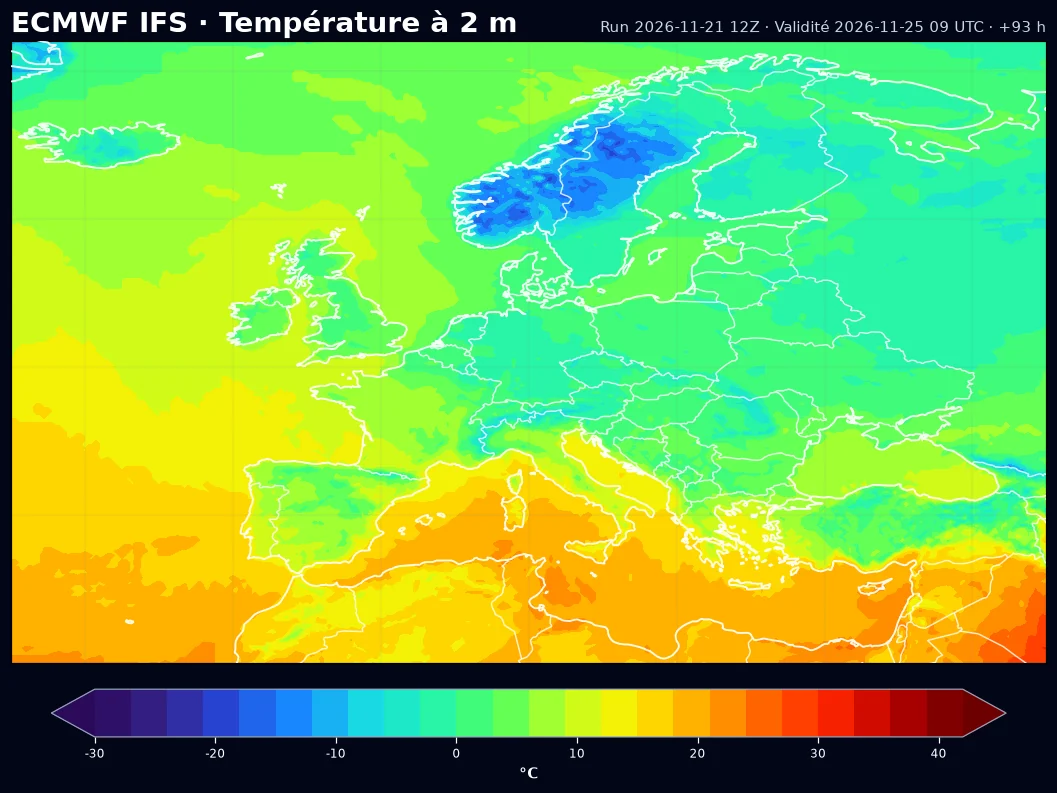 ECMWF IFS · Température à 2 m
Run 2026-11-21 12Z · Validité 2026-11-25 09 UTC · +93 h
-30 -20 -10 0 10 20 30 40
°C